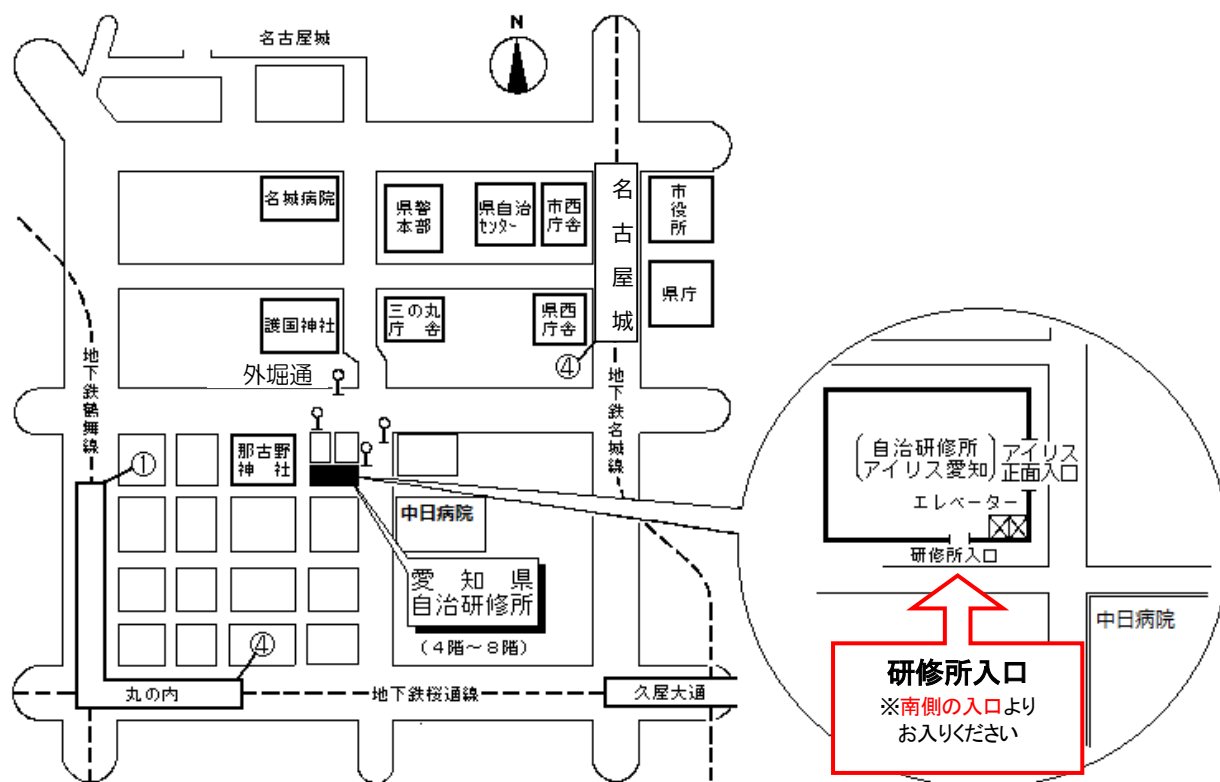 名古屋城
N
名城病院
県警
本部
県自治
センター
市西
庁舎
名古屋城
市役所
県庁
護国神社
三の丸
庁舎
県西
庁舎
④
外堀通
地下鉄鶴舞線
地下鉄名城線
那古野
神社
①
中日病院
愛知県
自治研修所
(4階～8階)
④
丸の内
地下鉄桜通線
久屋大通
自治研修所
アイリス愛知
アイリス
正面入口
エレベーター
研修所入口
中日病院
研修所入口
※南側の入口より
お入りください